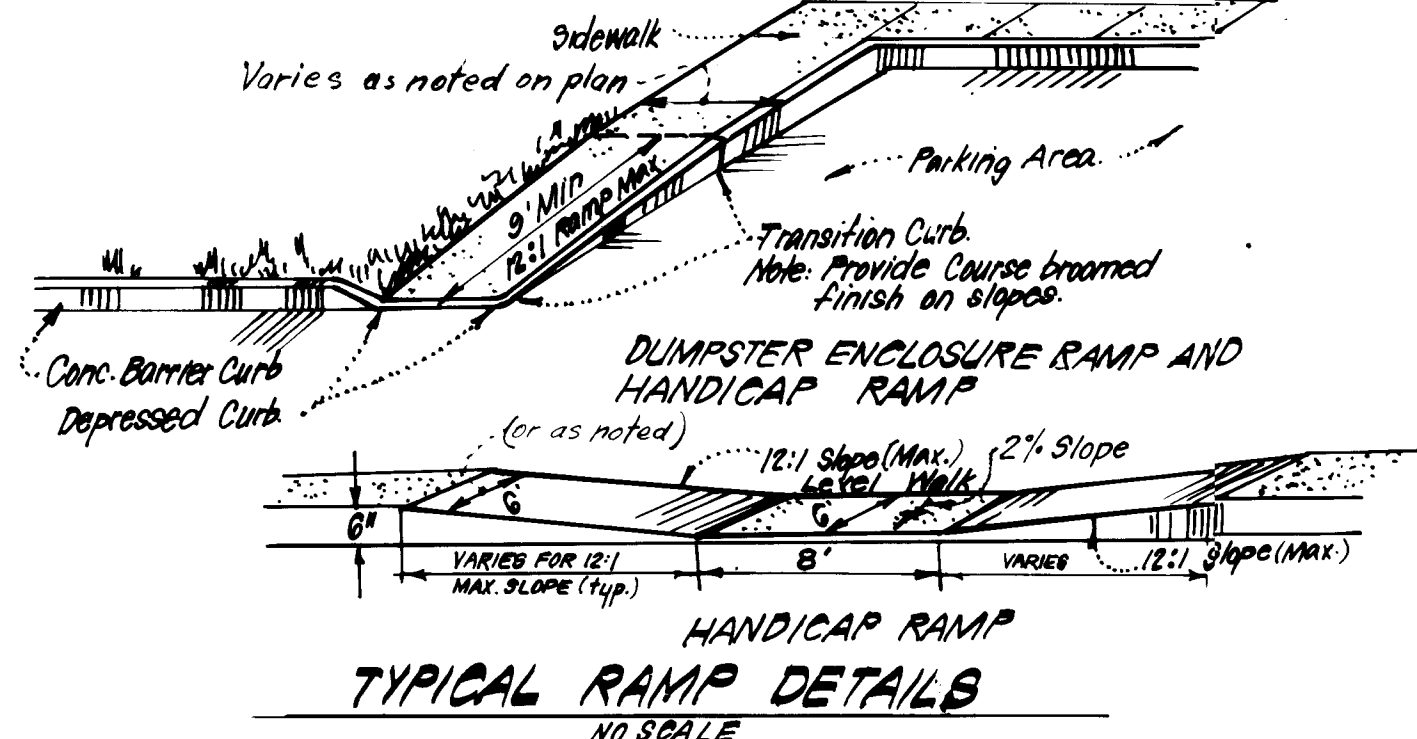 Sidewalk
Varies as noted on plan
9' Min
12:1 Ramp Max.
Parking Area.
Transition Curb.
Note: Provide Course broomed
finish on slopes.
Conc. Barrier Curb
Depressed Curb.
DUMPSTER ENCLOSURE RAMP AND
HANDICAP RAMP
(or as noted)
12:1 Slope (Max.)
Level Walk
2% Slope
6"
6
6
VARIES FOR 12:1
MAX. SLOPE (typ.)
8'
VARIES
12:1 Slope (Max.)
HANDICAP RAMP
TYPICAL RAMP DETAILS
NO SCALE